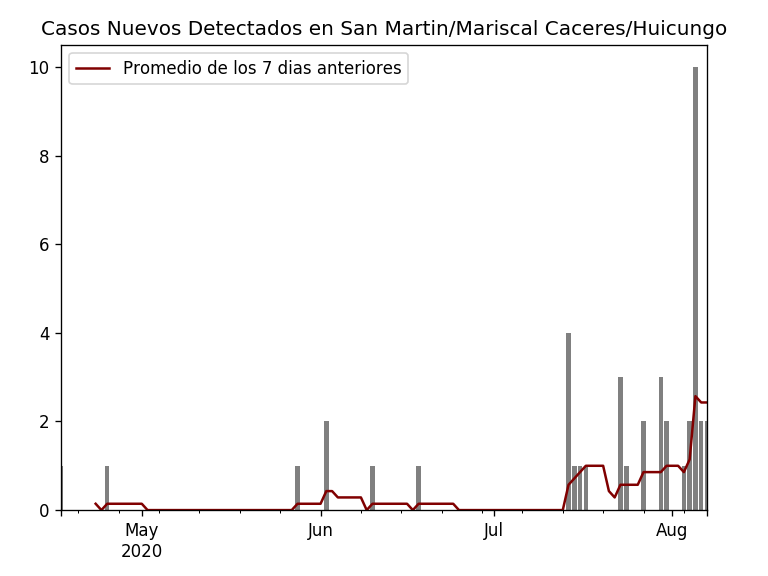 Casos Nuevos Detectados en San Martin/Mariscal Caceres/Huicungo
Promedio de los 7 dias anteriores
10
8
6
4
2
0
May
2020
Jun
Jul
Aug